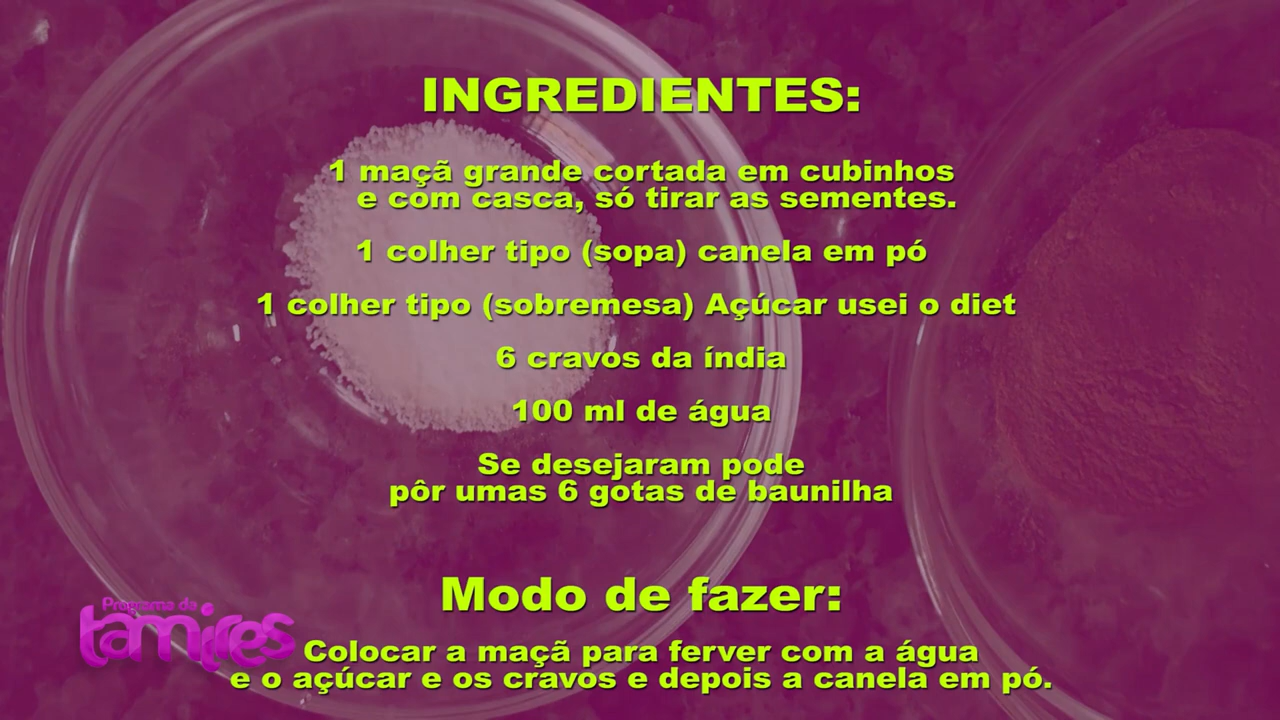 INGREDIENTES:
1 maçã grande cortada em cubinhos
e com casca, só tirar as sementes.
1 colher tipo (sopa) canela em pó
1 colher tipo (sobremesa) Açúcar usei o diet
6 cravos da índia
100 ml de água
Se desejaram pode
pôr umas 6 gotas de baunilha
Modo de fazer:
Programa da
tamires
Colocar a maçã para ferver com a água
e o açúcar e os cravos e depois a canela em pó.